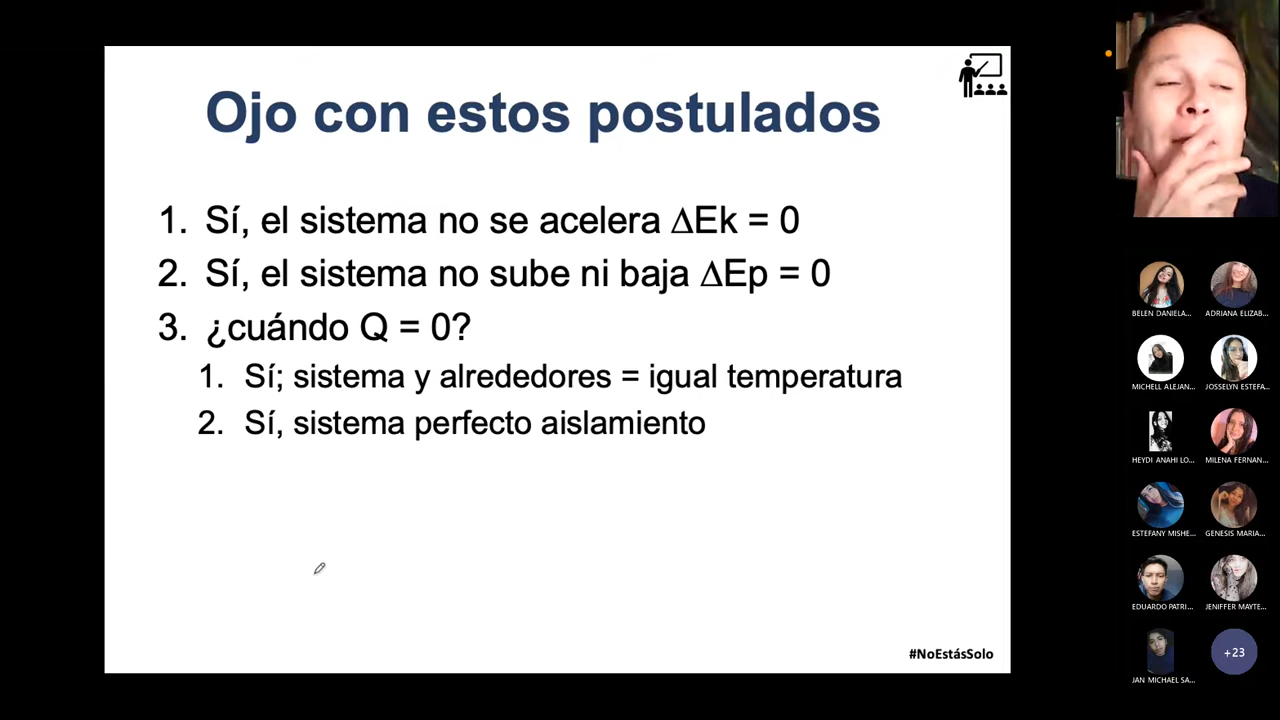 Ojo con estos postulados
1. Sí, el sistema no se acelera ∆Ek = 0
2. Sí, el sistema no sube ni baja ∆Ep = 0
3. ¿cuándo Q = 0?
1. Sí; sistema y alrededores = igual temperatura
2. Sí, sistema perfecto aislamiento
#NoEstásSolo
BELEN DANIELA...
ADRIANA ELIZAB...
MICHELL ALEJAN...
JOSSELYN ESTEFA...
HEYDI ANAHI LO...
MILENA FERNAN...
ESTEFANY MISHE...
GENESIS MARIA...
EDUARDO PATRI...
JENIFFER MAYTE...
JAN MICHAEL SA...
+23